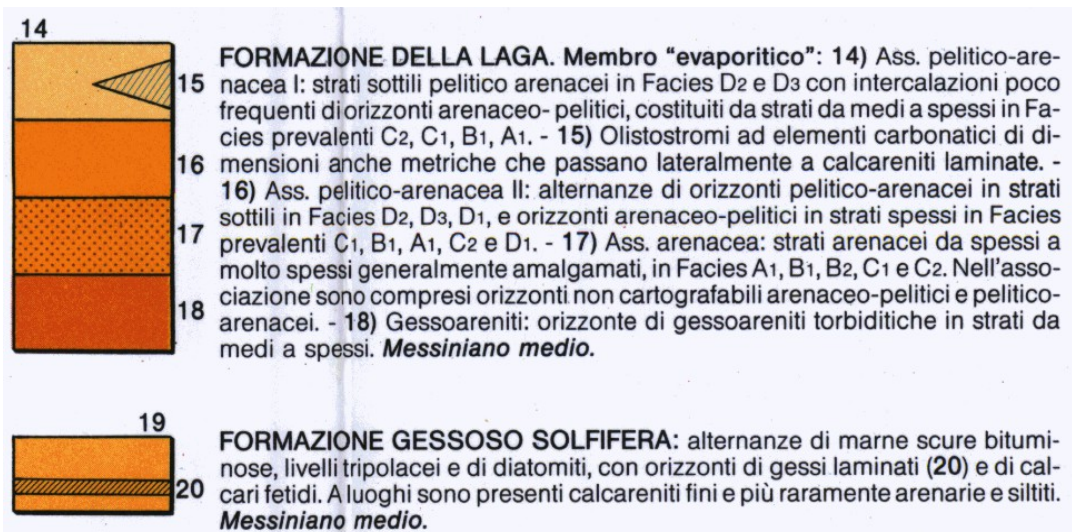 14
15
16
17
18
FORMAZIONE DELLA LAGA. Membro "evaporitico": 14) Ass. pelitico-are-
nacea I: strati sottili pelitico arenacei in Facies D2 e D3 con intercalazioni poco
frequenti di orizzonti arenaceo- pelitici, costituiti da strati da medi a spessi in Fa-
cies prevalenti C2, C1, B1, A1. - 15) Olistostromi ad elementi carbonatici di di-
mensioni anche metriche che passano lateralmente a calcareniti laminate. -
16) Ass. pelitico-arenacea II: alternanze di orizzonti pelitico-arenacei in strati
sottili in Facies D2, D3, D1, e orizzonti arenaceo-pelitici in strati spessi in Facies
prevalenti C1, B1, A1, C2 e D1. - 17) Ass. arenacea: strati arenacei da spessi a
molto spessi generalmente amalgamati, in Facies A1, B1, B2, C1 e C2. Nell'asso-
ciazione sono compresi orizzonti non cartografabili arenaceo-pelitici e pelitico-
arenacei. - 18) Gessoareniti: orizzonte di gessoareniti torbiditiche in strati da
medi a spessi. Messiniano medio.
19
20
FORMAZIONE GESSOSO SOLFIFERA: alternanze di marne scure bitumi-
nose, livelli tripolacei e di diatomiti, con orizzonti di gessi laminati (20) e di cal-
cari fetidi. A luoghi sono presenti calcareniti fini e più raramente arenarie e siltiti.
Messiniano medio.